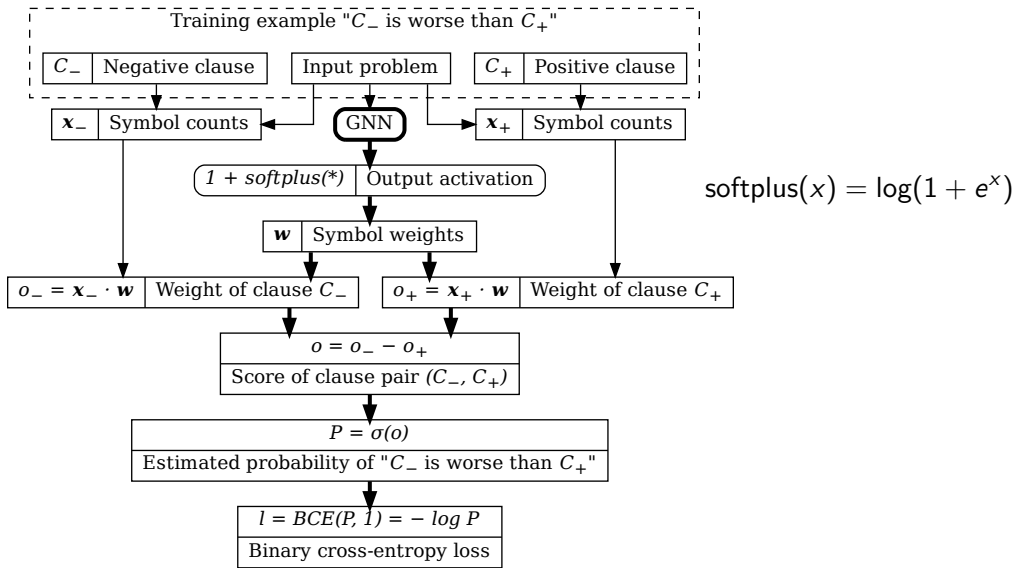 Training example "C₋ is worse than C₊"
C₋ Negative clause
Input problem
C₊ Positive clause
x₋ Symbol counts
GNN
x₊ Symbol counts
1 + softplus(*) Output activation
softplus(x) = log(1 + eˣ)
w Symbol weights
o₋ = x₋ · w Weight of clause C₋
o₊ = x₊ · w Weight of clause C₊
o = o₋ − o₊
Score of clause pair (C₋, C₊)
P = σ(o)
Estimated probability of "C₋ is worse than C₊"
l = BCE(P, 1) = − log P
Binary cross-entropy loss